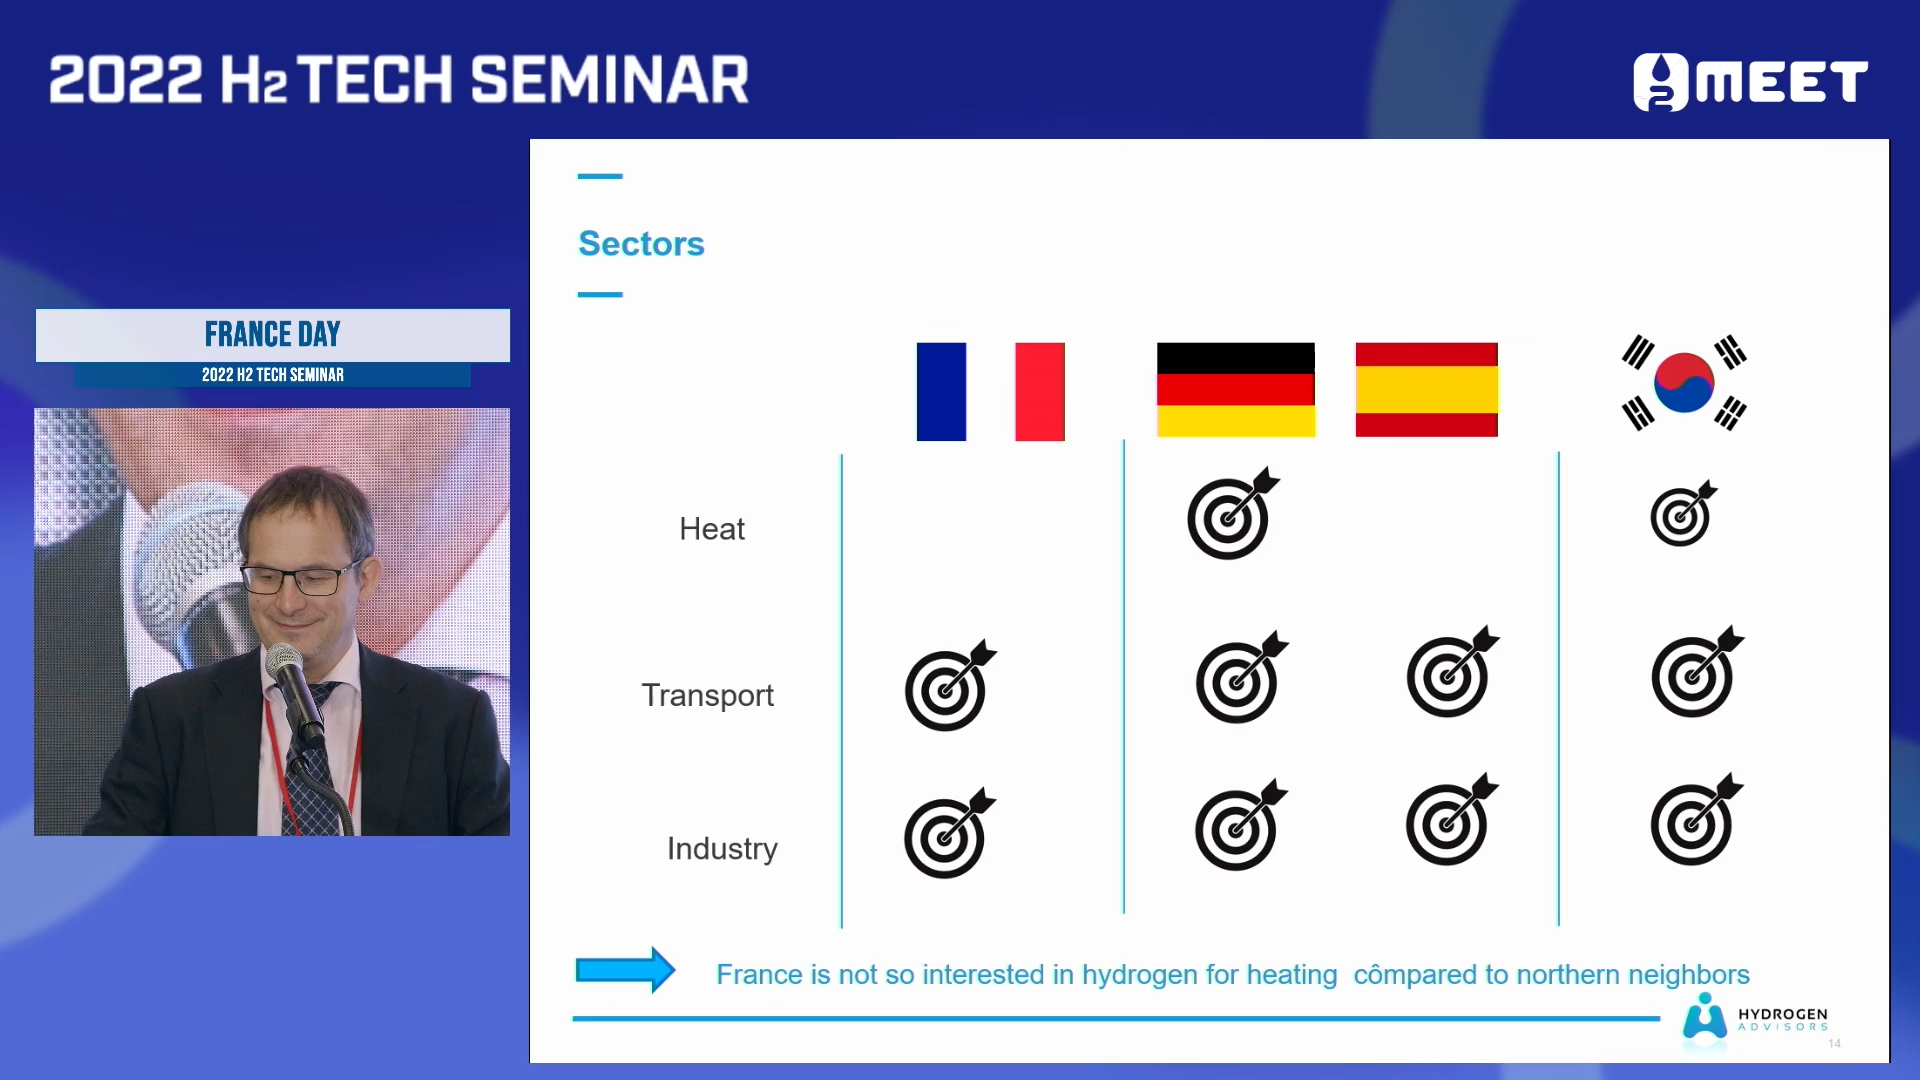 2022 H2 TECH SEMINAR
MEET
FRANCE DAY
2022 H2 TECH SEMINAR
Sectors
Heat
Transport
Industry
France is not so interested in hydrogen for heating cômpared to northern neighbors
HYDROGEN
ADVISORS
14